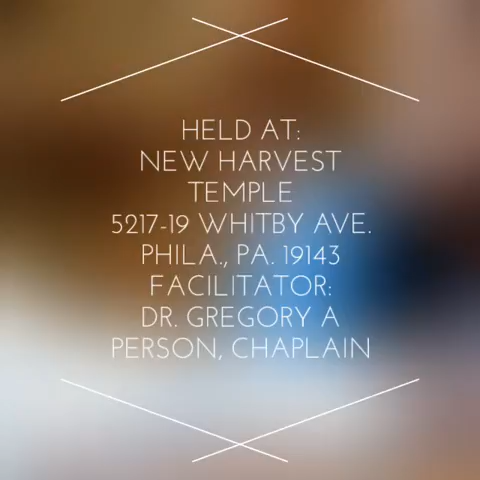 HELD AT:
NEW HARVEST
TEMPLE
5217-19 WHITBY AVE.
PHILA., PA. 19143
FACILITATOR:
DR. GREGORY A
PERSON, CHAPLAIN